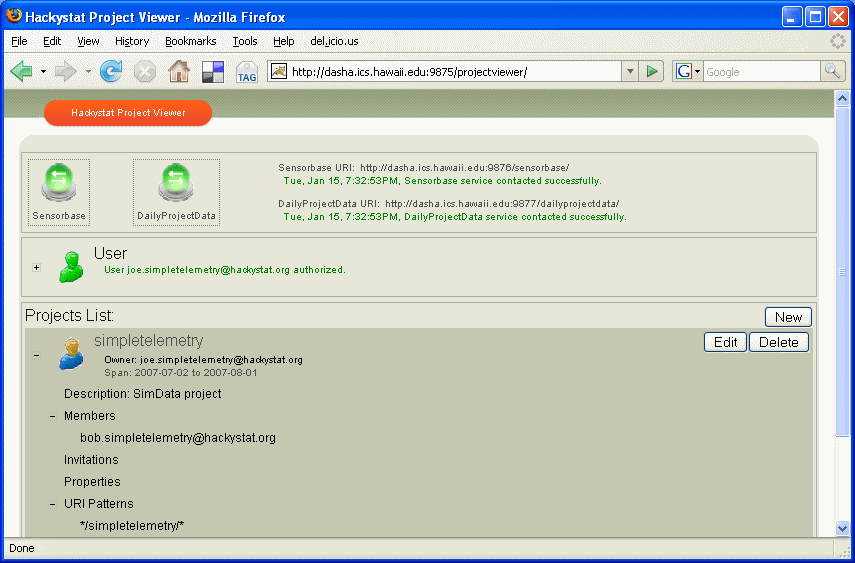 Hackystat Project Viewer - Mozilla Firefox
File Edit View History Bookmarks Tools Help del.icio.us
TAG http://dasha.ics.hawaii.edu:9875/projectviewer/ G Google
Hackystat Project Viewer
Sensorbase
DailyProjectData
Sensorbase URI: http://dasha.ics.hawaii.edu:9876/sensorbase/
Tue, Jan 15, 7:32:53PM, Sensorbase service contacted successfully.
DailyProjectData URI: http://dasha.ics.hawaii.edu:9877/dailyprojectdata/
Tue, Jan 15, 7:32:53PM, DailyProjectData service contacted successfully.
User
User joe.simpletelemetry@hackystat.org authorized.
Projects List:
New
simpletelemetry
Edit Delete
Owner: joe.simpletelemetry@hackystat.org
Span: 2007-07-02 to 2007-08-01
Description: SimData project
Members
bob.simpletelemetry@hackystat.org
Invitations
Properties
URI Patterns
*/simpletelemetry/*
Done